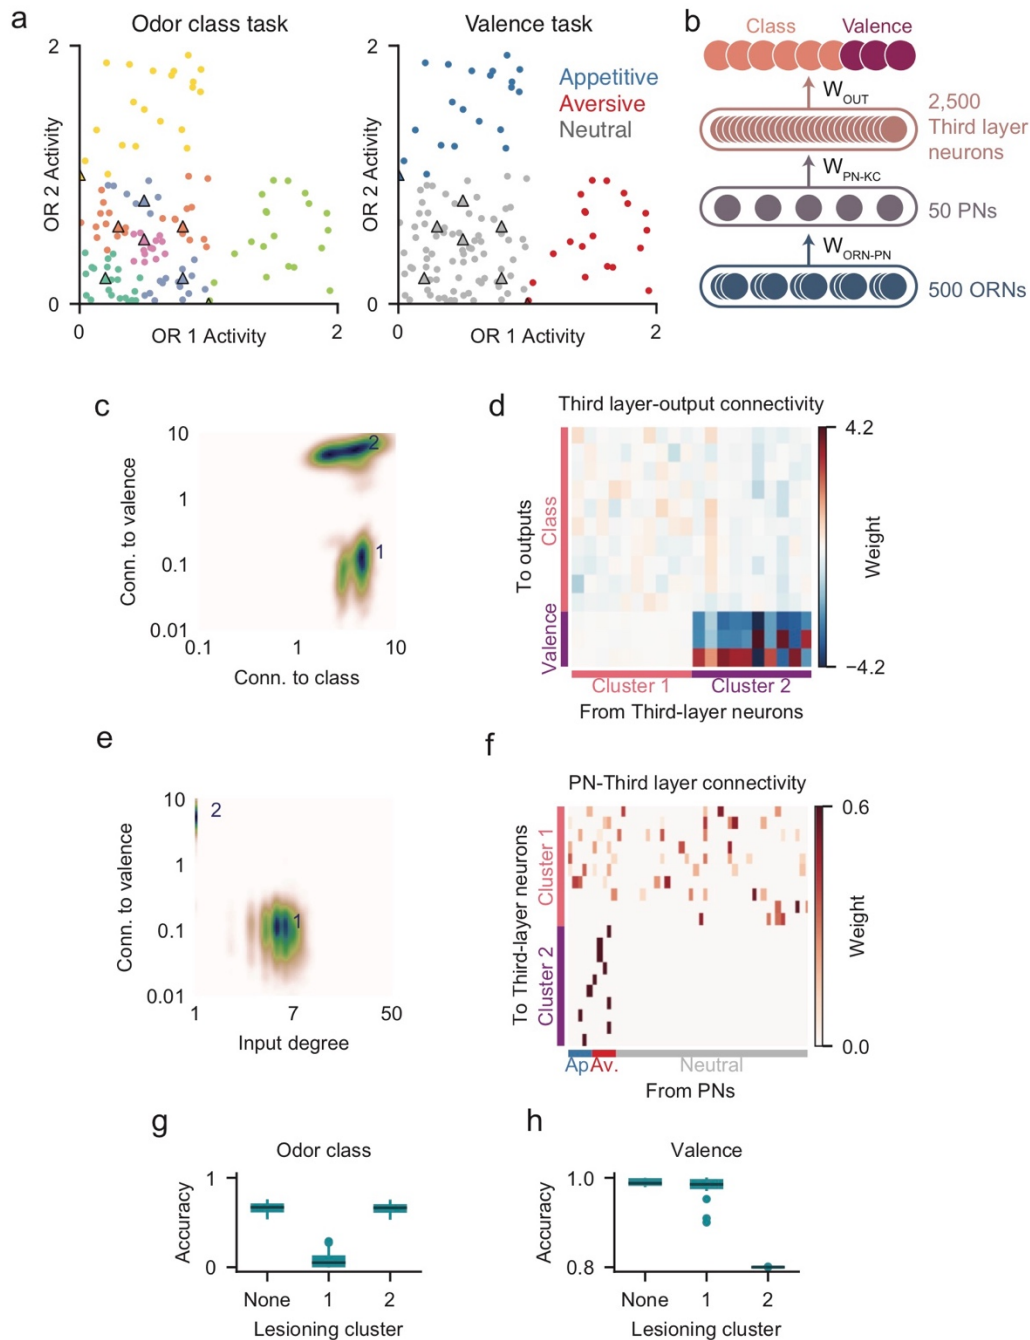 a
Odor class task
Valence task
2
OR 2 Activity
0
0
OR 1 Activity
2
2
OR 2 Activity
0
0
OR 1 Activity
2
Appetitive
Aversive
Neutral
b
Class
Valence
W OUT
2,500
Third layer
neurons
W PN-KC
50 PNs
W ORN-PN
500 ORNs
c
10
1
0.1
0.01
Conn. to valence
2
1
0.1
1
10
Conn. to class
d
Third layer-output connectivity
To outputs
Class
Valence
Cluster 1
Cluster 2
From Third-layer neurons
4.2
Weight
−4.2
e
10
1
0.1
0.01
Conn. to valence
2
1
1
7
50
Input degree
f
PN-Third layer connectivity
To Third-layer neurons
Cluster 1
Cluster 2
Ap
Av.
Neutral
From PNs
0.6
Weight
0.0
g
Odor class
1
Accuracy
0
None
1
2
Lesioning cluster
h
Valence
1.0
Accuracy
0.8
None
1
2
Lesioning cluster